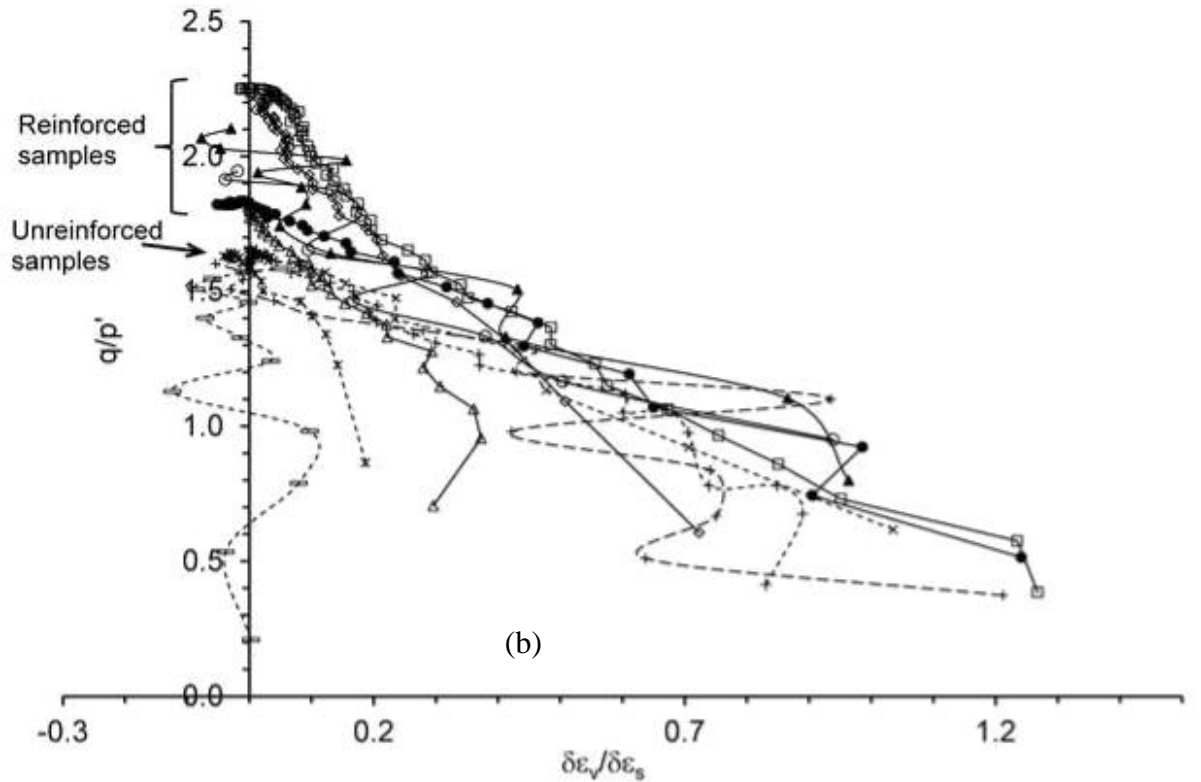 2.5
Reinforced
samples
2.0
Unreinforced
samples
1.5
q/p'
1.0
0.5
(b)
0.0
-0.3 0.2 0.7 1.2
δεᵥ/δεₛ